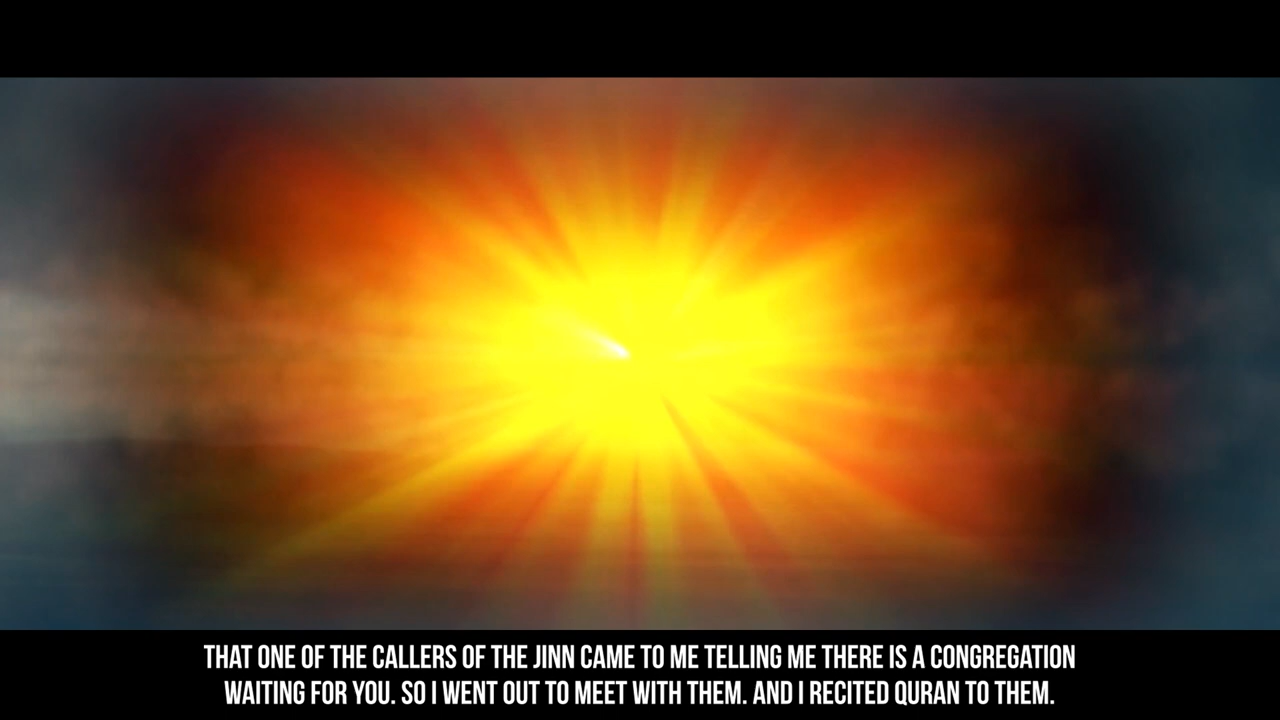 THAT ONE OF THE CALLERS OF THE JINN CAME TO ME TELLING ME THERE IS A CONGREGATION
WAITING FOR YOU. SO I WENT OUT TO MEET WITH THEM. AND I RECITED QURAN TO THEM.